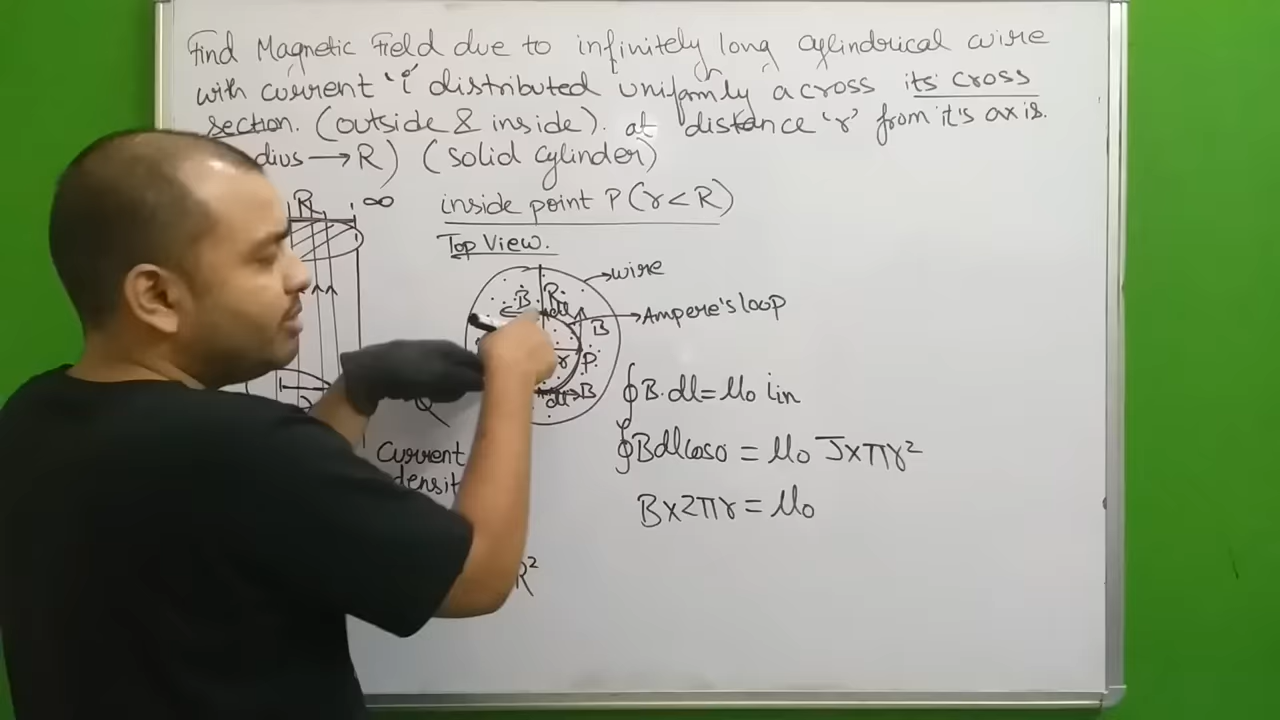 Find Magnetic Field due to infinitely long cylindrical wire
with current 'i' distributed uniformly across its cross
section. (outside & inside). at distance 'r' from it's axis.
dius → R) (solid cylinder)
R ∞
inside point P(r<R)
Top View.
wire
Ampere's loop
B R dl B
r P
dl B
∮B.dl=μ₀ iin
∮Bdlcos0 = μ₀ J×πr²
B×2πr = μ₀
Current
densit
R²